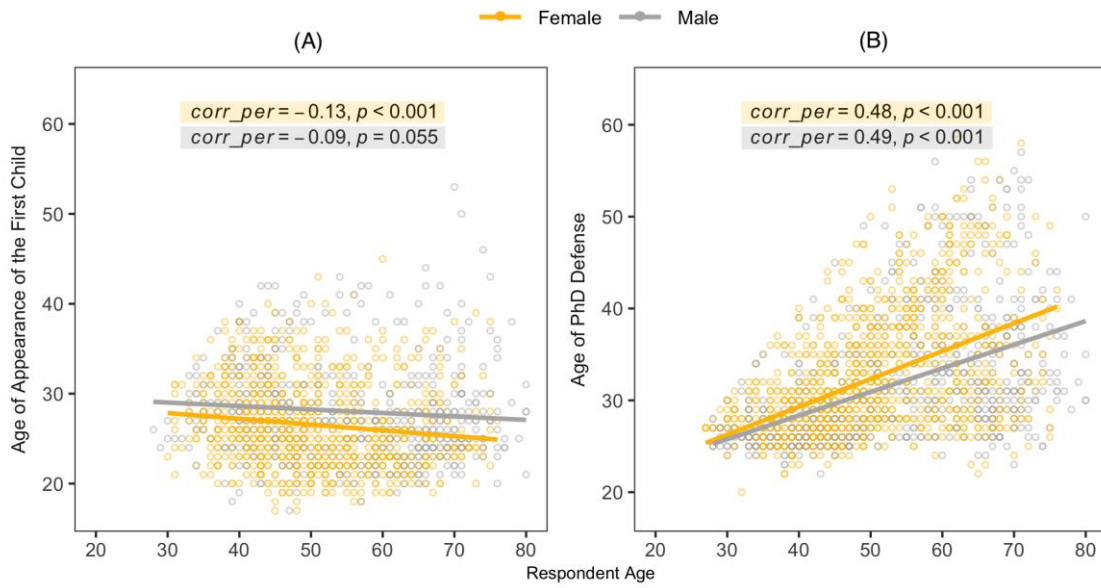 Female Male
(A)
corr_per = − 0.13, p < 0.001
corr_per = − 0.09, p = 0.055
Age of Appearance of the First Child
60
50
40
30
20
20 30 40 50 60 70 80
(B)
corr_per = 0.48, p < 0.001
corr_per = 0.49, p < 0.001
Age of PhD Defense
60
50
40
30
20
20 30 40 50 60 70 80
Respondent Age